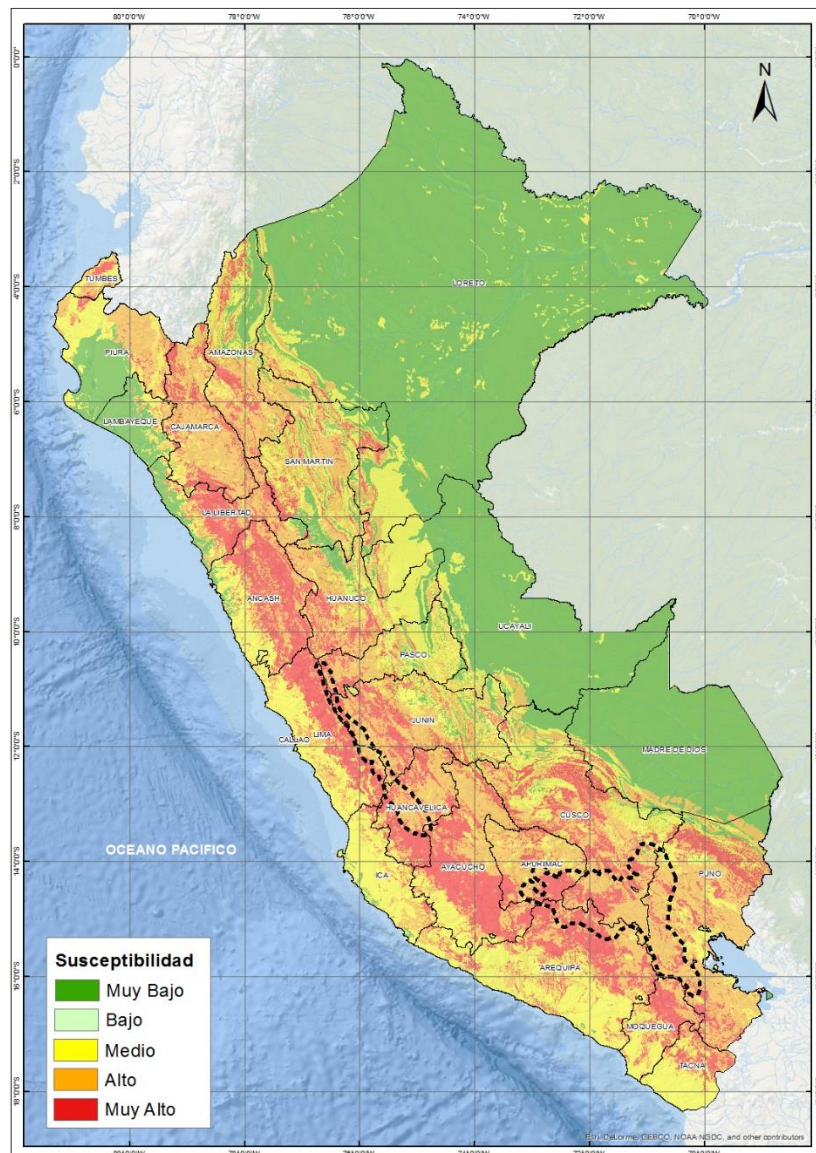 80°0'0"O
78°0'0"O
76°0'0"O
74°0'0"O
72°0'0"O
70°0'0"O
0°0'0"
2°0'0"S
4°0'0"S
6°0'0"S
8°0'0"S
10°0'0"S
12°0'0"S
14°0'0"S
16°0'0"S
18°0'0"S
N
TUMBES
LORETO
PIURA
AMAZONAS
LAMBAYEQUE
CAJAMARCA
SAN MARTIN
LA LIBERTAD
ANCASH
HUANUCO
UCAYALI
PASCO
JUNIN
CALLAO
LIMA
MADRE DE DIOS
HUANCAVELICA
CUSCO
OCEANO PACIFICO
ICA
AYACUCHO
APURIMAC
PUNO
AREQUIPA
MOQUEGUA
TACNA
Susceptibilidad
Muy Bajo
Bajo
Medio
Alto
Muy Alto
Esri, DeLorme, GEBCO, NOAA NGDC, and other contributors